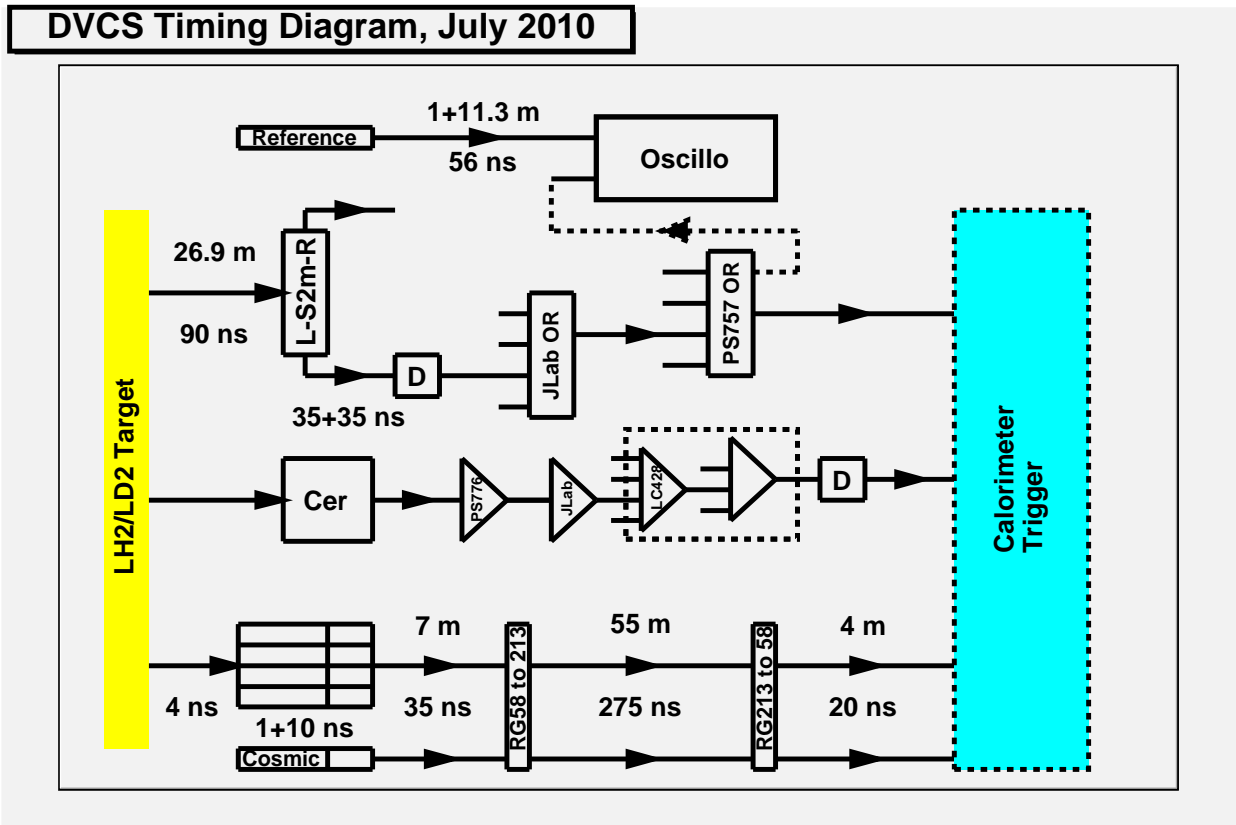 DVCS Timing Diagram, July 2010
1+11.3 m
Reference
56 ns
Oscillo
26.9 m
90 ns
L-S2m-R
D
35+35 ns
JLab OR
PS757 OR
LH2/LD2 Target
Cer
PS776
JLab
LC428
D
Calorimeter
Trigger
7 m
55 m
4 m
4 ns
1+10 ns
35 ns
RG58 to 213
275 ns
RG213 to 58
20 ns
Cosmic